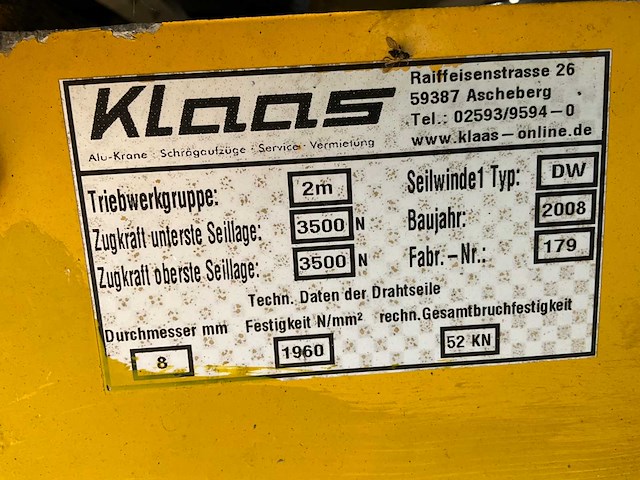 Klaas
Alu-Krane · Schrägaufzüge · Service · Vermietung
Raiffeisenstrasse 26
59387 Ascheberg
Tel.: 02593/9594-0
www.klaas-online.de
Triebwerkgruppe: 2m
Zugkraft unterste Seillage: 3500 N
Zugkraft oberste Seillage: 3500 N
Seilwinde1 Typ: DW
Baujahr: 2008
Fabr.-Nr.: 179
Techn. Daten der Drahtseile
Durchmesser mm Festigkeit N/mm² rechn.Gesamtbruchfestigkeit
8 1960 52 KN